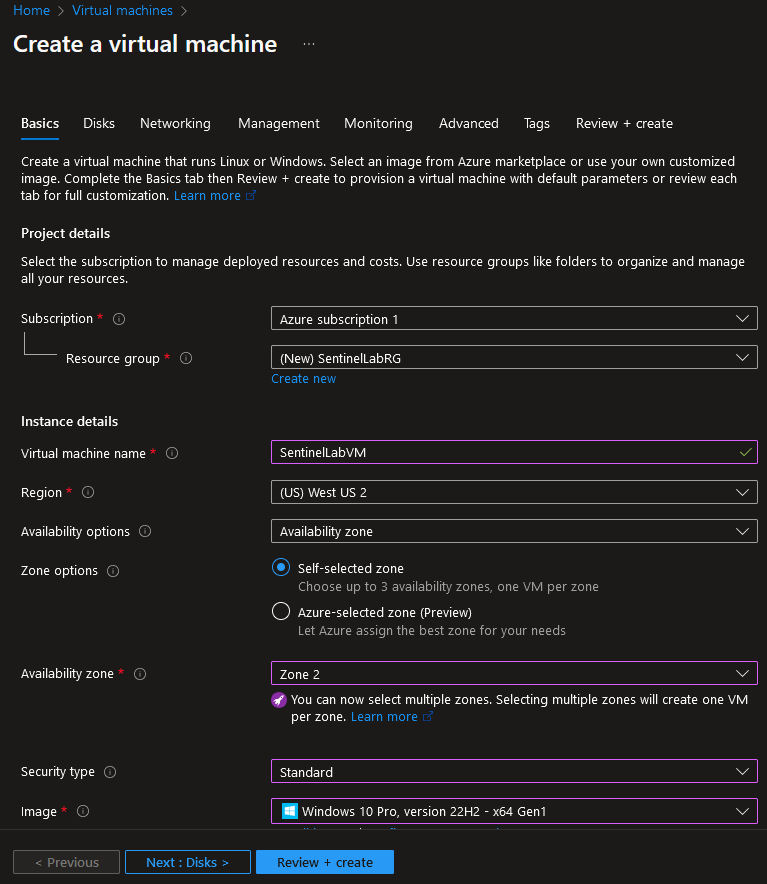 Home > Virtual machines >
Create a virtual machine ...
Basics Disks Networking Management Monitoring Advanced Tags Review + create
Create a virtual machine that runs Linux or Windows. Select an image from Azure marketplace or use your own customized
image. Complete the Basics tab then Review + create to provision a virtual machine with default parameters or review each
tab for full customization. Learn more
Project details
Select the subscription to manage deployed resources and costs. Use resource groups like folders to organize and manage
all your resources.
Subscription * Azure subscription 1
Resource group * (New) SentinelLabRG
Create new
Instance details
Virtual machine name * SentinelLabVM
Region * (US) West US 2
Availability options Availability zone
Zone options Self-selected zone
Choose up to 3 availability zones, one VM per zone
Azure-selected zone (Preview)
Let Azure assign the best zone for your needs
Availability zone * Zone 2
You can now select multiple zones. Selecting multiple zones will create one VM
per zone. Learn more
Security type Standard
Image * Windows 10 Pro, version 22H2 - x64 Gen1
< Previous Next : Disks > Review + create